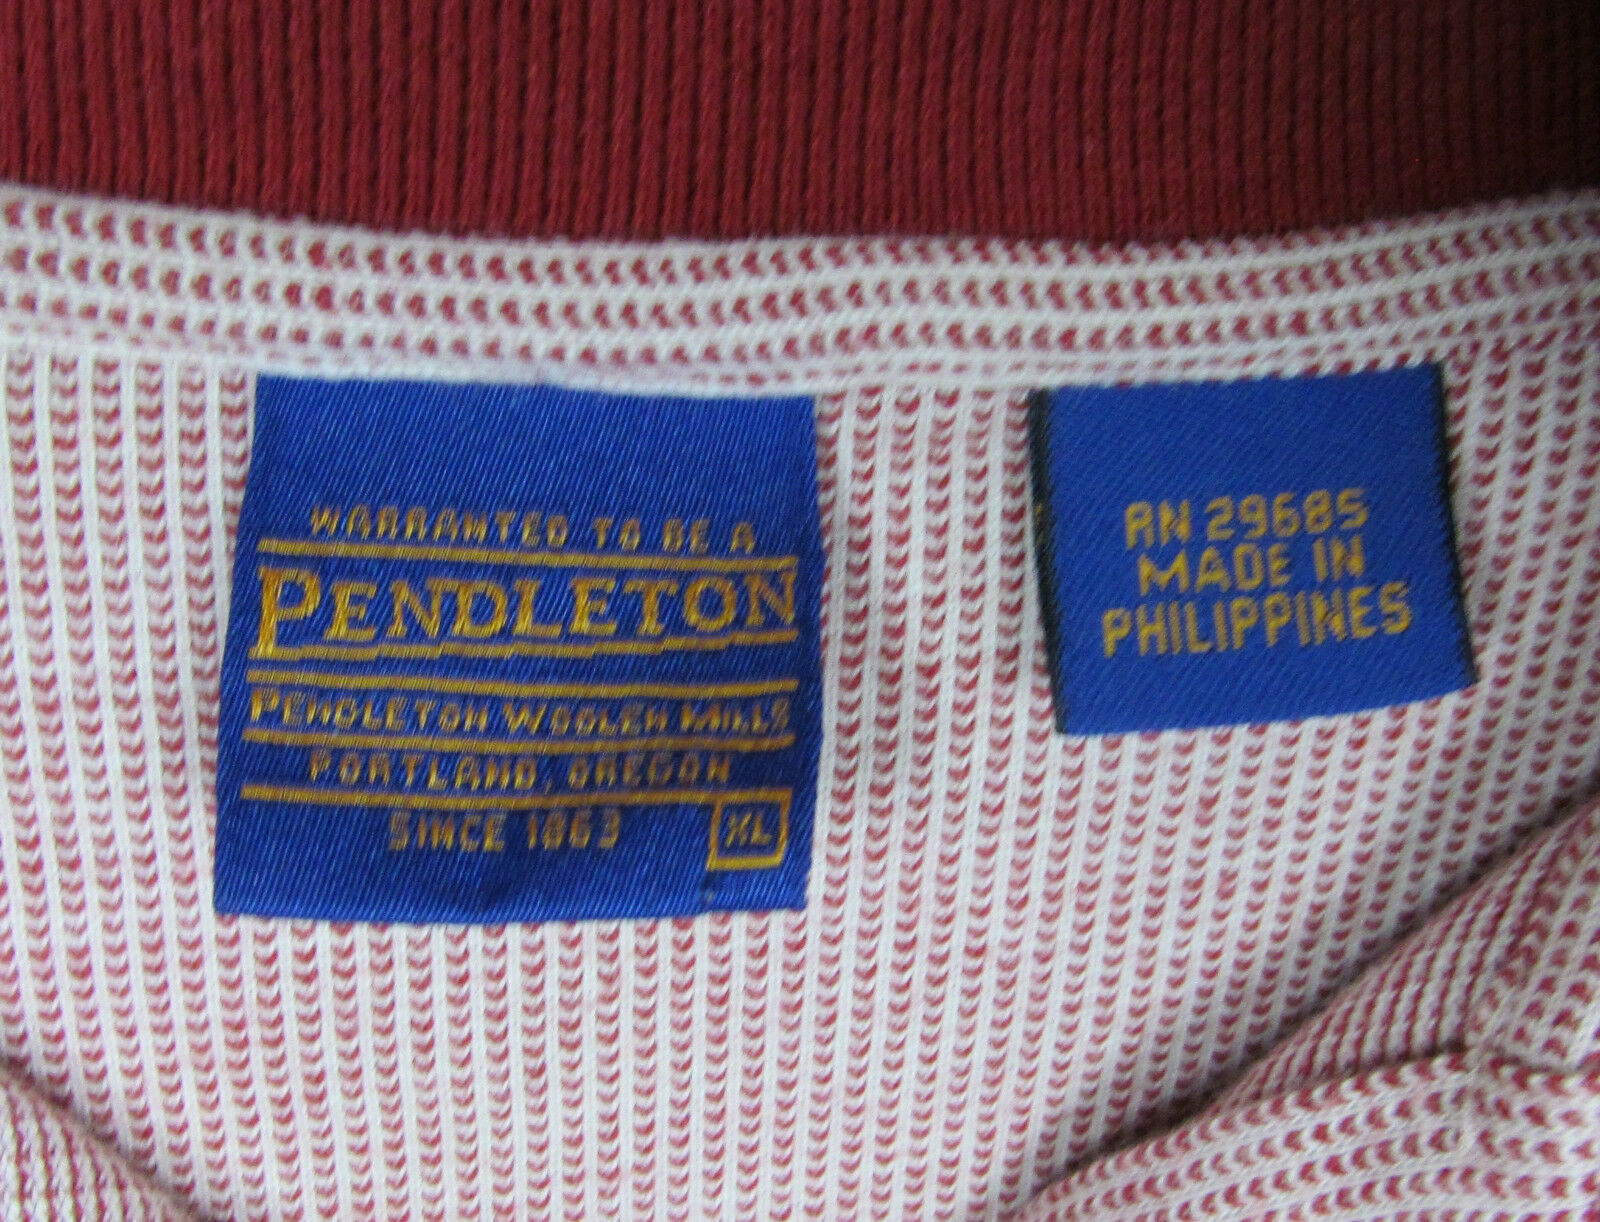 WARRANTED TO BE A
PENDLETON
PENDLETON WOOLEN MILLS
PORTLAND, OREGON
SINCE 1863
XL
RN 29685
MADE IN
PHILIPPINES